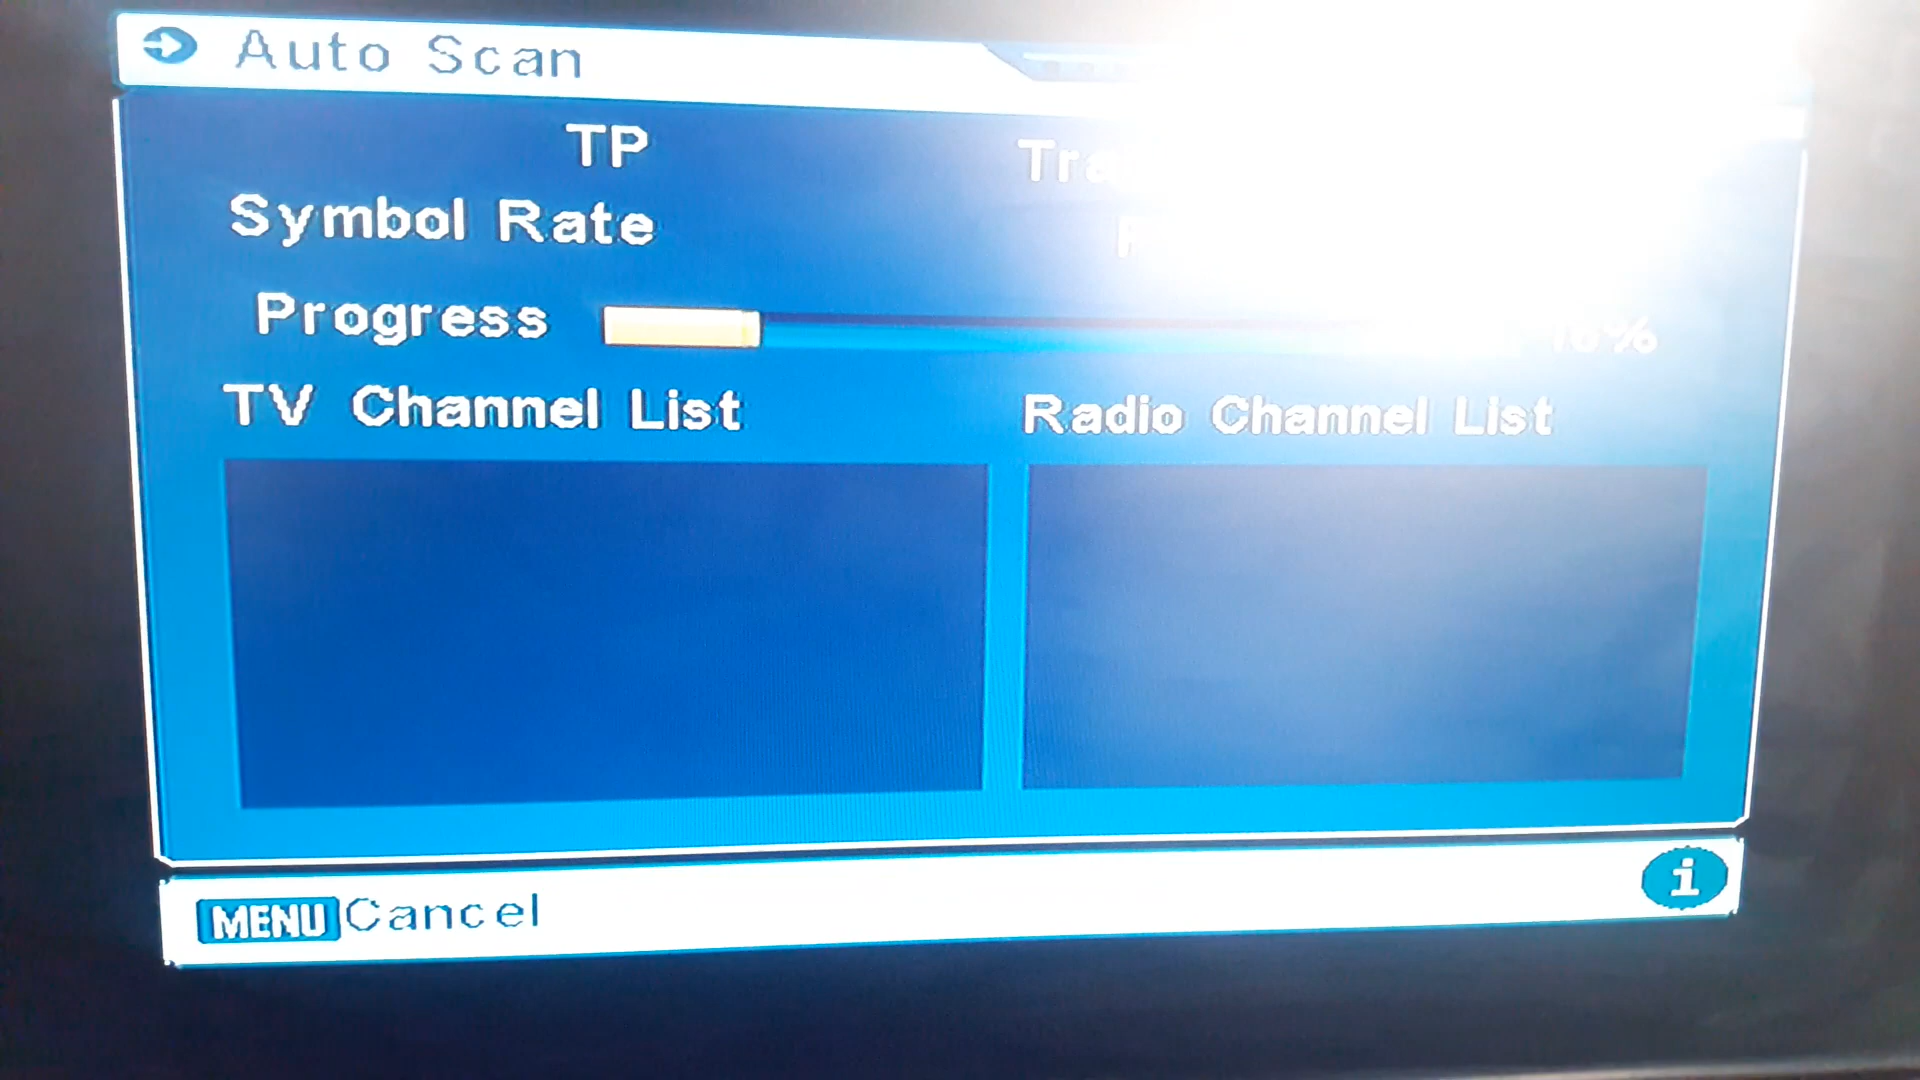 Auto Scan
TP
Symbol Rate
Progress
TV Channel List Radio Channel List
MENU Cancel
i